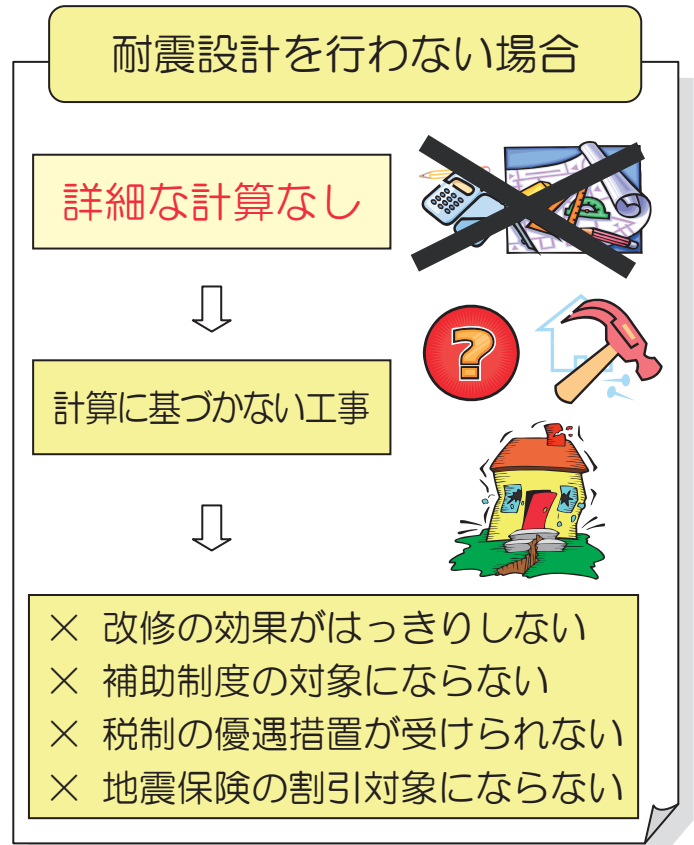 耐震設計を行わない場合
詳細な計算なし
⇩
?
計算に基づかない工事
⇩
× 改修の効果がはっきりしない
× 補助制度の対象にならない
× 税制の優遇措置が受けられない
× 地震保険の割引対象にならない